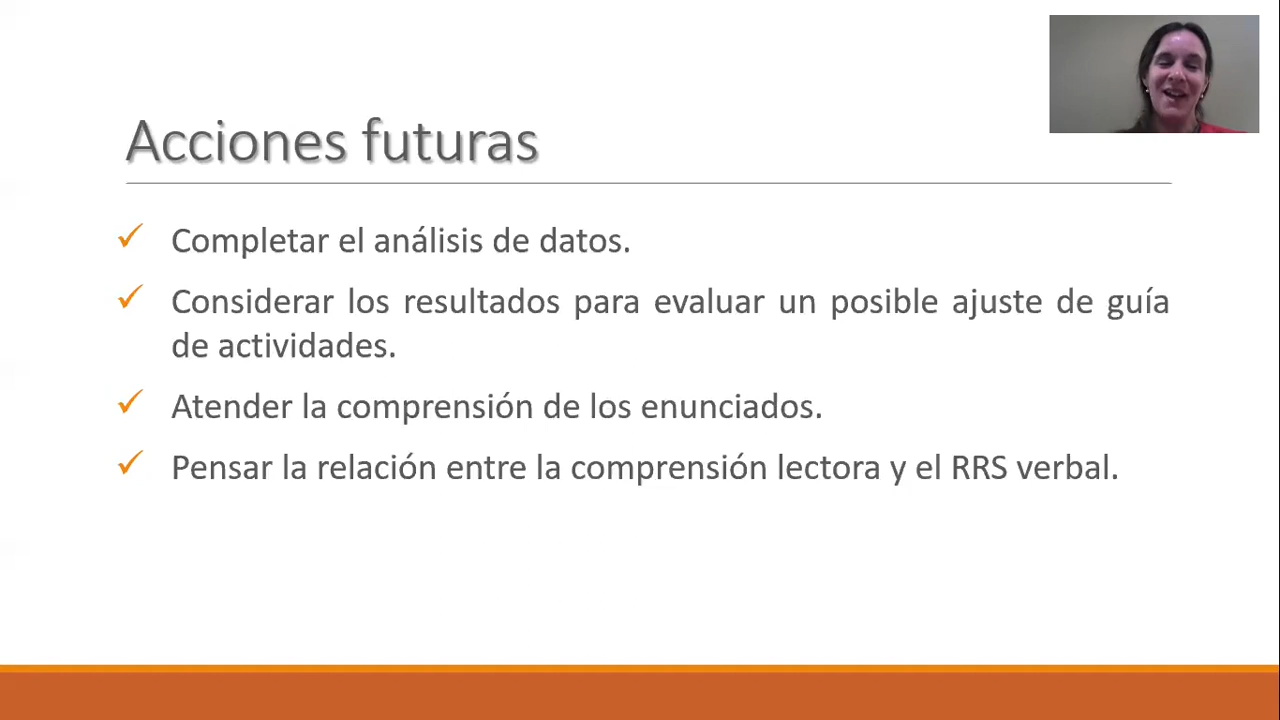 Acciones futuras
Completar el análisis de datos.
Considerar los resultados para evaluar un posible ajuste de guía
de actividades.
Atender la comprensión de los enunciados.
Pensar la relación entre la comprensión lectora y el RRS verbal.